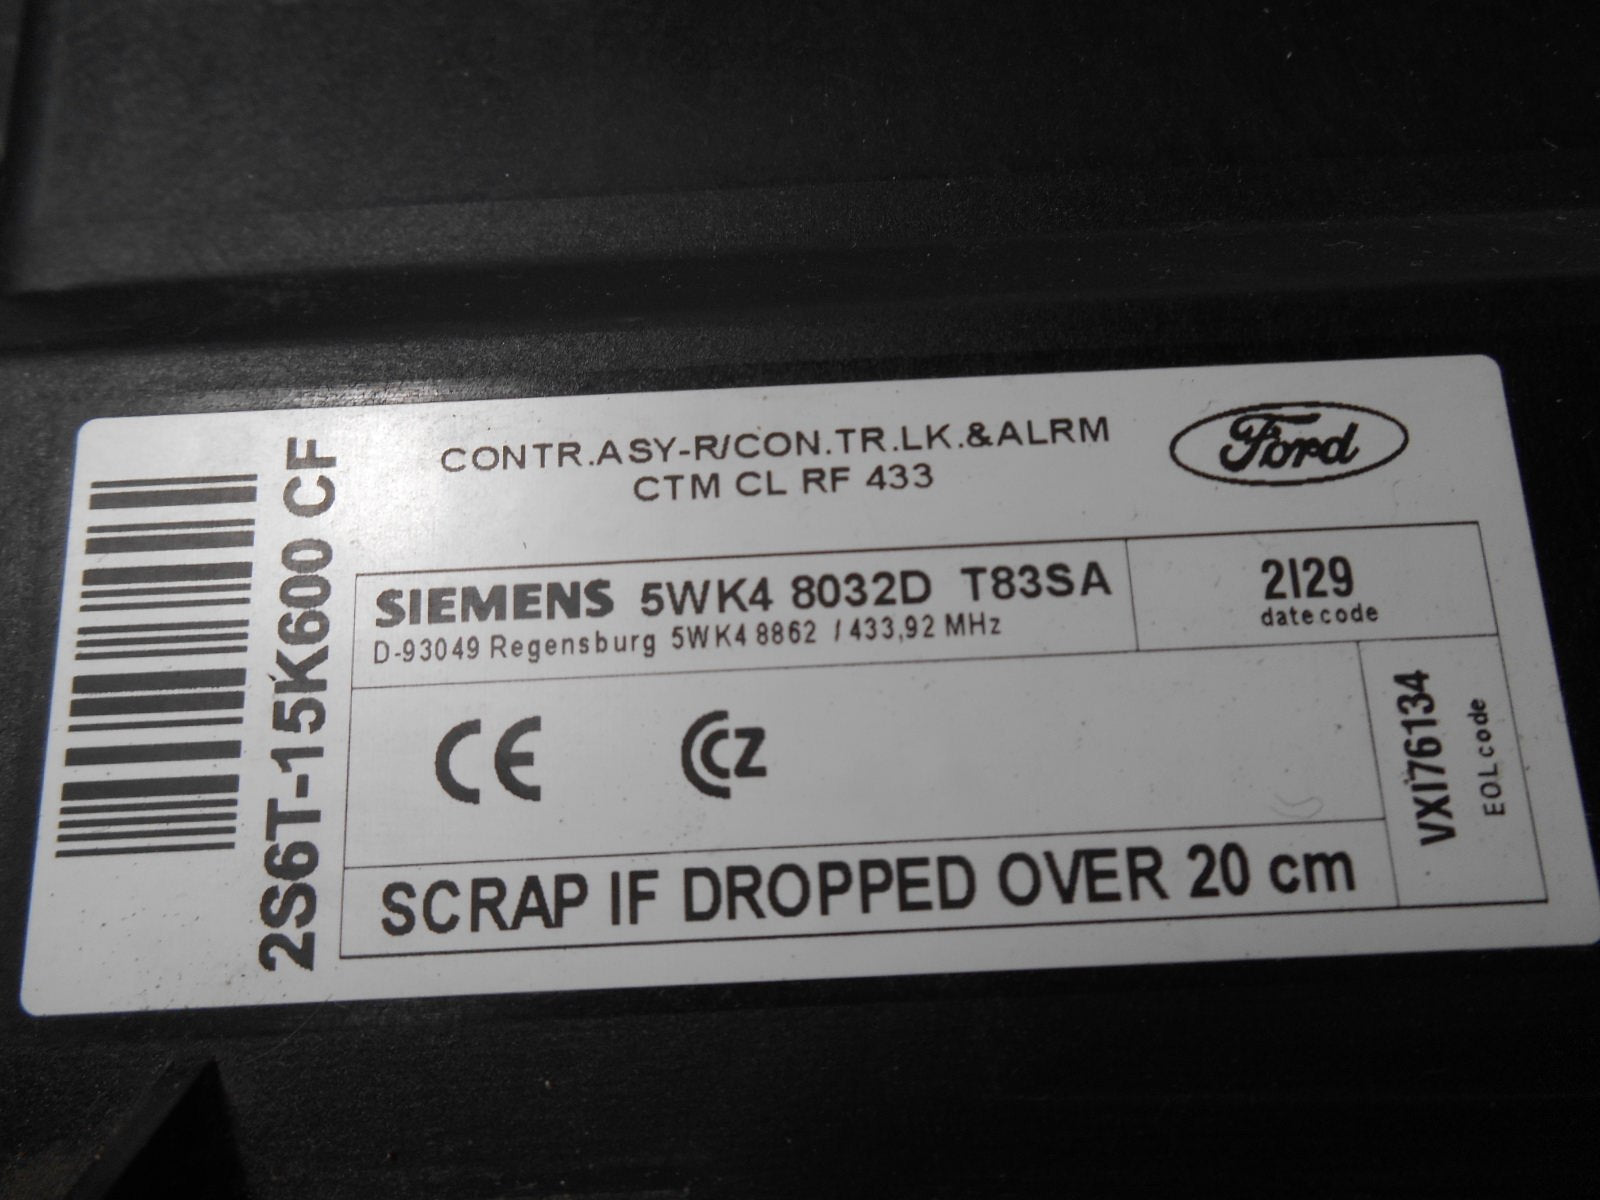 CONTR.ASY-R/CON.TR.LK.&ALRM
CTM CL RF 433
Ford
2S6T-15K600 CF
SIEMENS 5WK4 8032D T83SA
D-93049 Regensburg 5WK4 8862 / 433,92 MHz
2I29
date code
CE
CZ
VXI76134
EOL code
SCRAP IF DROPPED OVER 20 cm